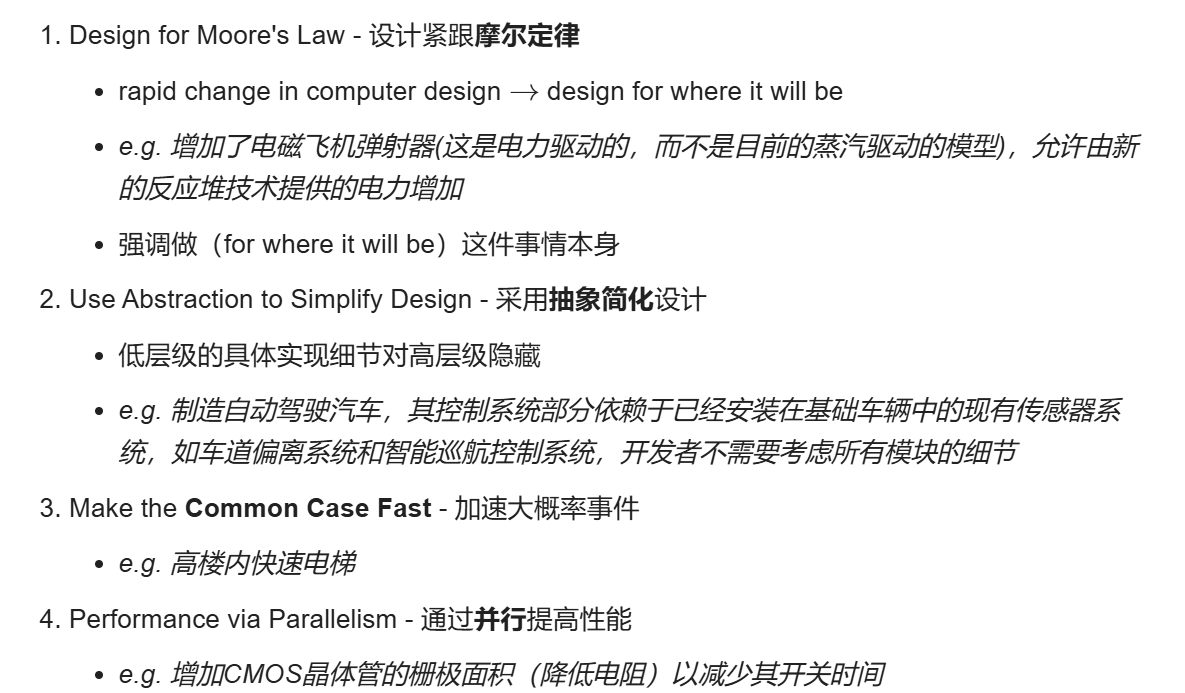 1. Design for Moore's Law - 设计紧跟摩尔定律
• rapid change in computer design → design for where it will be
• e.g. 增加了电磁飞机弹射器(这是电力驱动的，而不是目前的蒸汽驱动的模型)，允许由新
的反应堆技术提供的电力增加
• 强调做（for where it will be）这件事情本身
2. Use Abstraction to Simplify Design - 采用抽象简化设计
• 低层级的具体实现细节对高层级隐藏
• e.g. 制造自动驾驶汽车，其控制系统部分依赖于已经安装在基础车辆中的现有传感器系
统，如车道偏离系统和智能巡航控制系统，开发者不需要考虑所有模块的细节
3. Make the Common Case Fast - 加速大概率事件
• e.g. 高楼内快速电梯
4. Performance via Parallelism - 通过并行提高性能
• e.g. 增加CMOS晶体管的栅极面积（降低电阻）以减少其开关时间